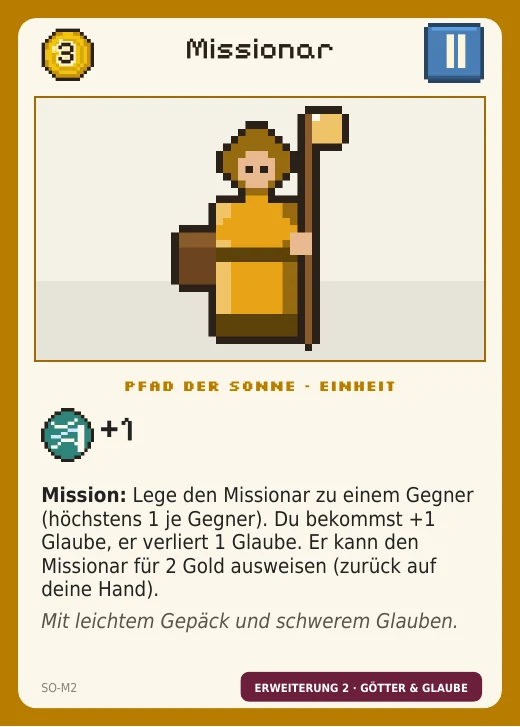 3
Missionar
II
PFAD DER SONNE - EINHEIT
+1
Mission: Lege den Missionar zu einem Gegner
(höchstens 1 je Gegner). Du bekommst +1
Glaube, er verliert 1 Glaube. Er kann den
Missionar für 2 Gold ausweisen (zurück auf
deine Hand).
Mit leichtem Gepäck und schwerem Glauben.
SO-M2
ERWEITERUNG 2 · GÖTTER & GLAUBE